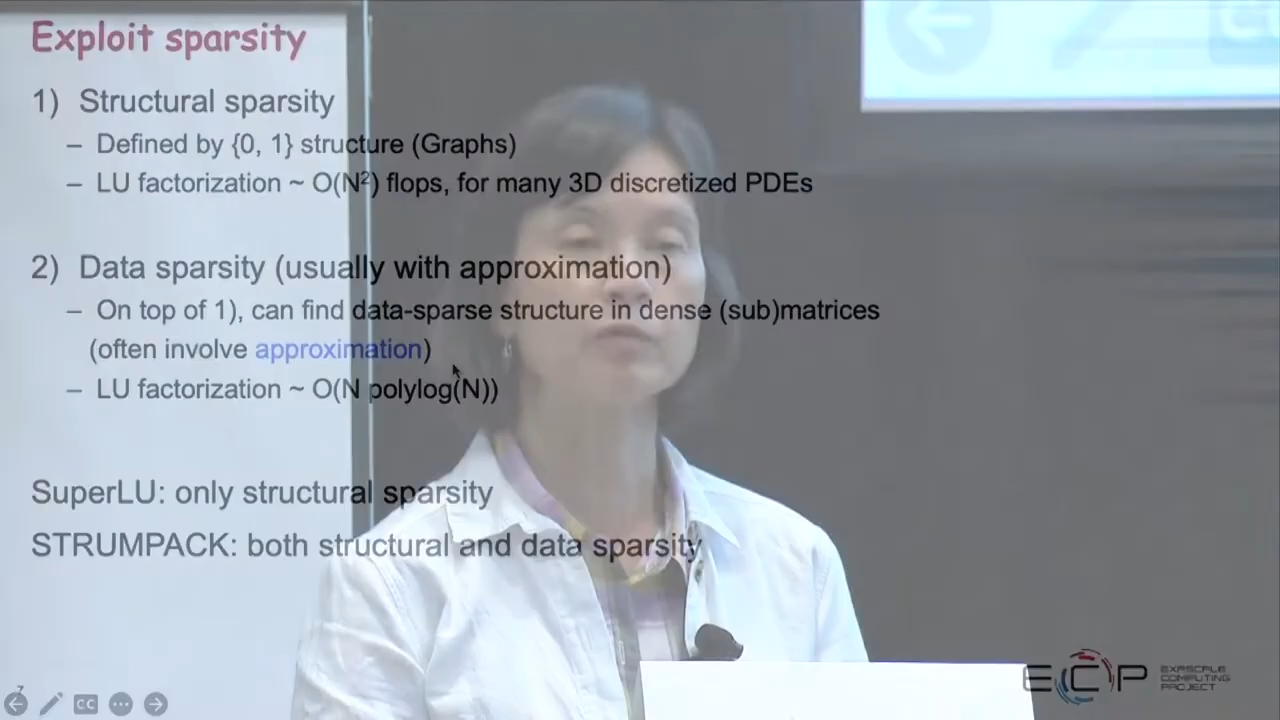 Exploit sparsity
1) Structural sparsity
– Defined by {0, 1} structure (Graphs)
– LU factorization ~ O(N²) flops, for many 3D discretized PDEs
2) Data sparsity (usually with approximation)
– On top of 1), can find data-sparse structure in dense (sub)matrices
(often involve approximation)
– LU factorization ~ O(N polylog(N))
SuperLU: only structural sparsity
STRUMPACK: both structural and data sparsity
ECP
EXASCALE
COMPUTING
PROJECT
7
CC